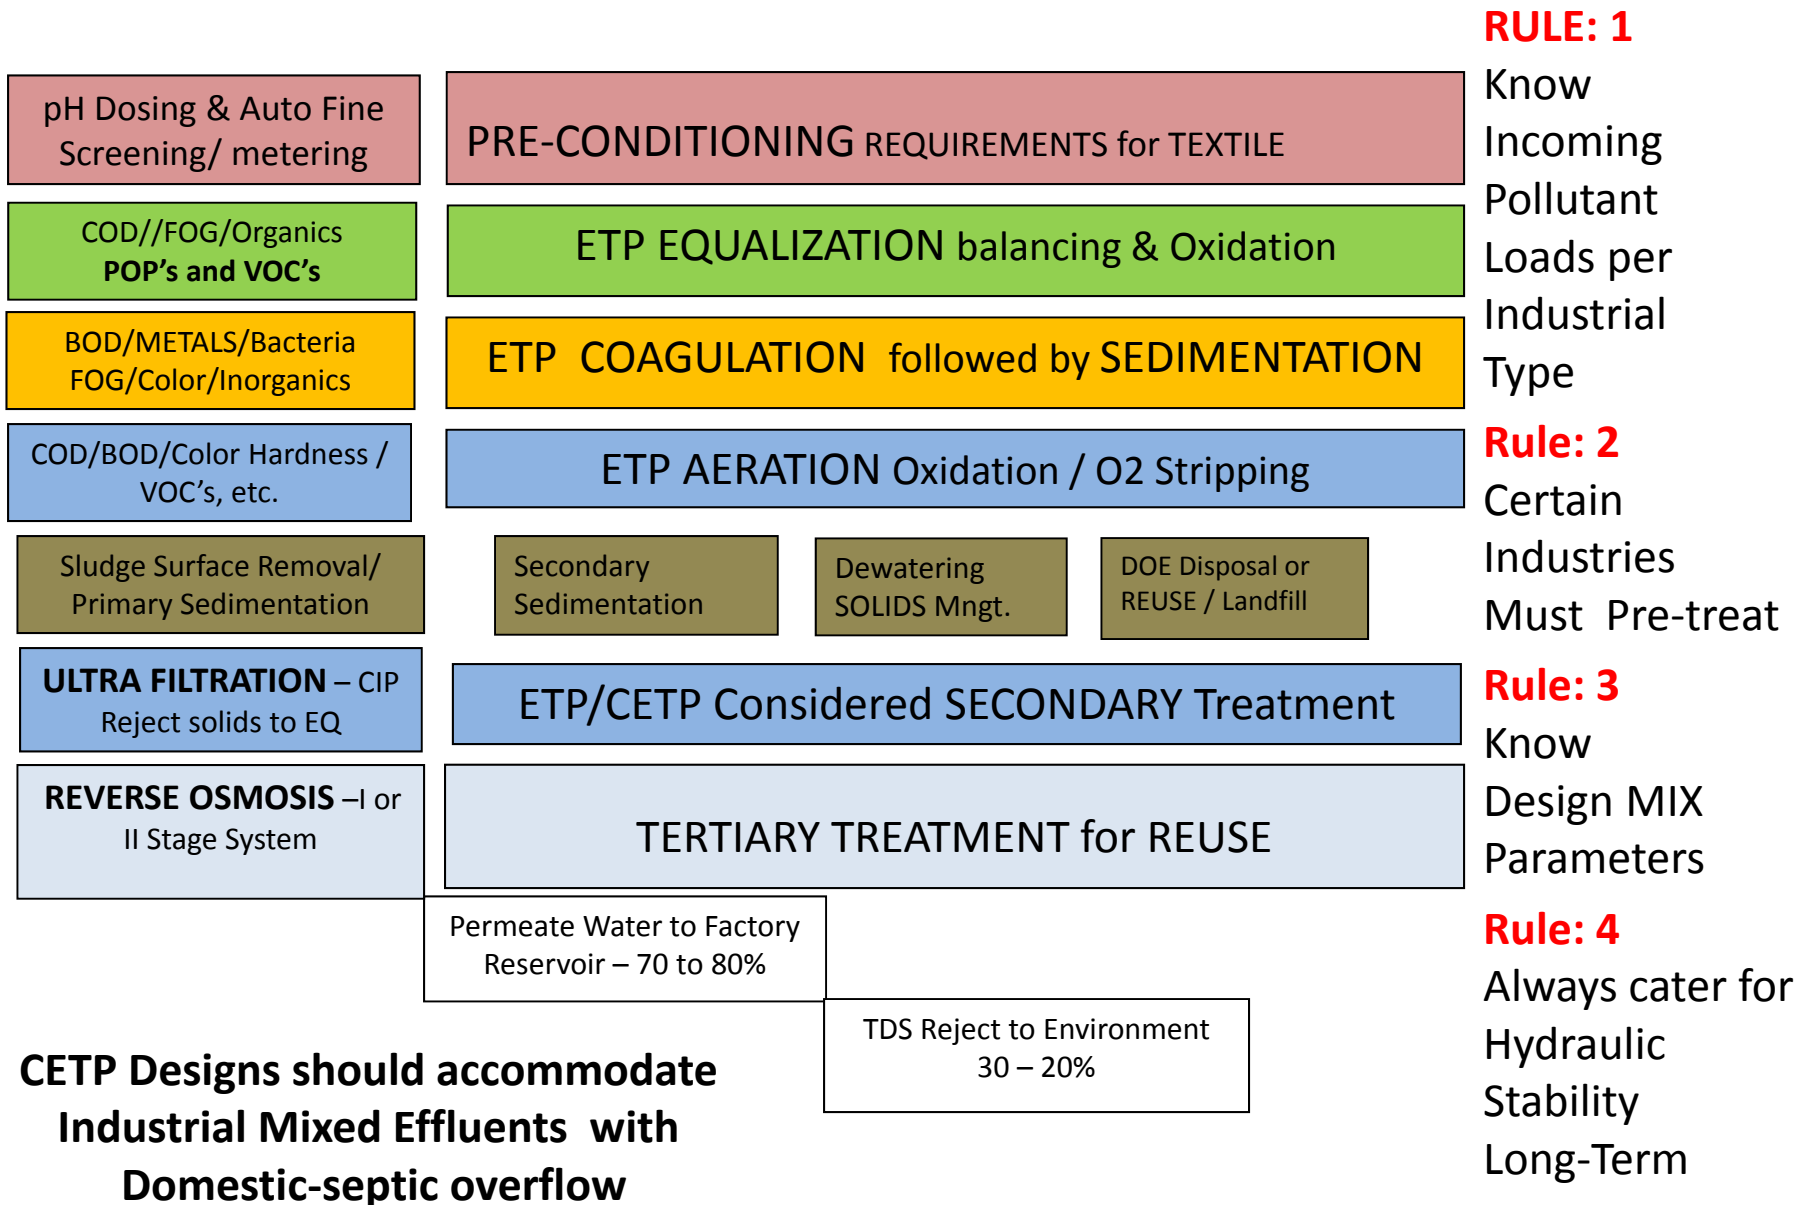 pH Dosing & Auto Fine
Screening/ metering
PRE-CONDITIONING REQUIREMENTS for TEXTILE
COD//FOG/Organics
POP's and VOC's
ETP EQUALIZATION balancing & Oxidation
BOD/METALS/Bacteria
FOG/Color/Inorganics
ETP COAGULATION followed by SEDIMENTATION
COD/BOD/Color Hardness /
VOC's, etc.
ETP AERATION Oxidation / O2 Stripping
Sludge Surface Removal/
Primary Sedimentation
Secondary
Sedimentation
Dewatering
SOLIDS Mngt.
DOE Disposal or
REUSE / Landfill
ULTRA FILTRATION – CIP
Reject solids to EQ
ETP/CETP Considered SECONDARY Treatment
REVERSE OSMOSIS –I or
II Stage System
TERTIARY TREATMENT for REUSE
Permeate Water to Factory
Reservoir – 70 to 80%
TDS Reject to Environment
30 – 20%
CETP Designs should accommodate
Industrial Mixed Effluents with
Domestic-septic overflow
RULE: 1
Know
Incoming
Pollutant
Loads per
Industrial
Type
Rule: 2
Certain
Industries
Must Pre-treat
Rule: 3
Know
Design MIX
Parameters
Rule: 4
Always cater for
Hydraulic
Stability
Long-Term